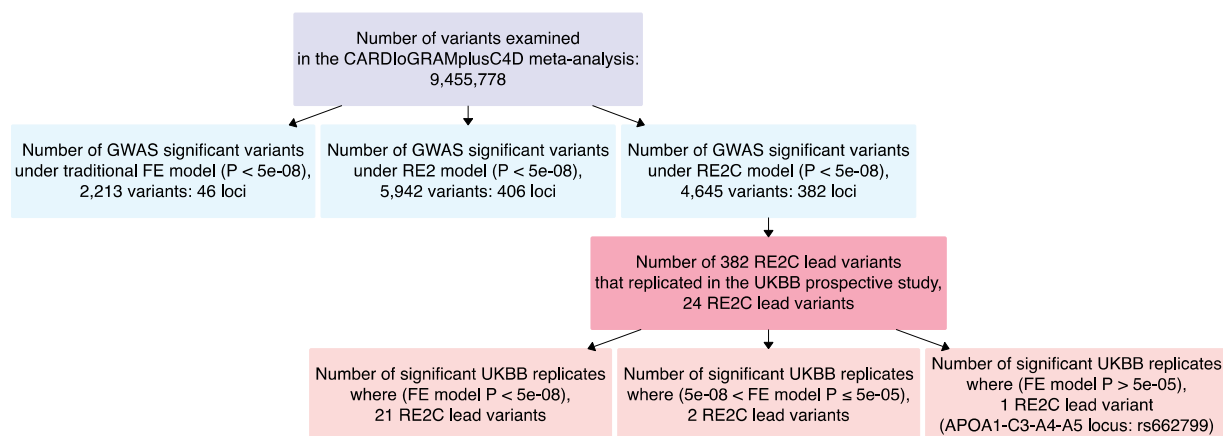 Number of variants examined
in the CARDIoGRAMplusC4D meta-analysis:
9,455,778
Number of GWAS significant variants
under traditional FE model (P < 5e-08),
2,213 variants: 46 loci
Number of GWAS significant variants
under RE2 model (P < 5e-08),
5,942 variants: 406 loci
Number of GWAS significant variants
under RE2C model (P < 5e-08),
4,645 variants: 382 loci
Number of 382 RE2C lead variants
that replicated in the UKBB prospective study,
24 RE2C lead variants
Number of significant UKBB replicates
where (FE model P < 5e-08),
21 RE2C lead variants
Number of significant UKBB replicates
where (5e-08 < FE model P ≤ 5e-05),
2 RE2C lead variants
Number of significant UKBB replicates
where (FE model P > 5e-05),
1 RE2C lead variant
(APOA1-C3-A4-A5 locus: rs662799)